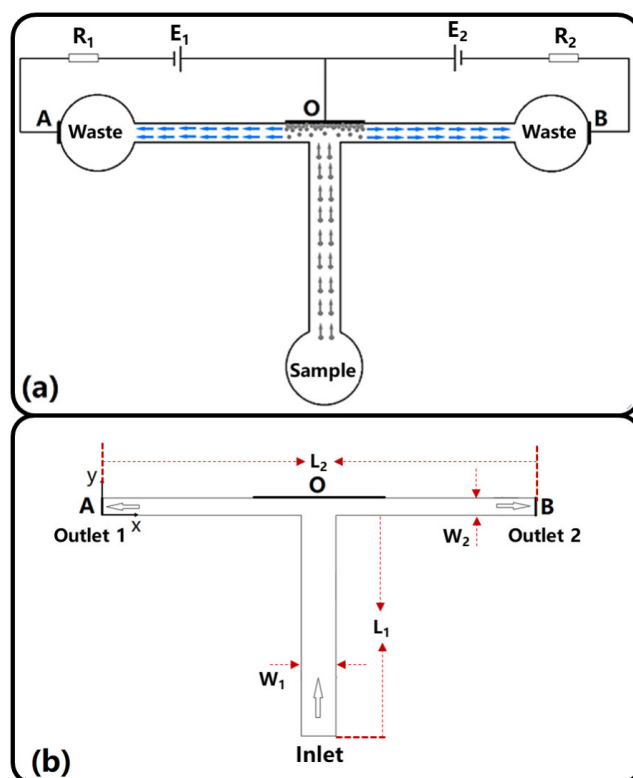 R1 E1 E2 R2
A O B
Waste Waste
Sample
(a)
L2
y O
A B
x
Outlet 1 W2 Outlet 2
L1
W1
Inlet
(b)